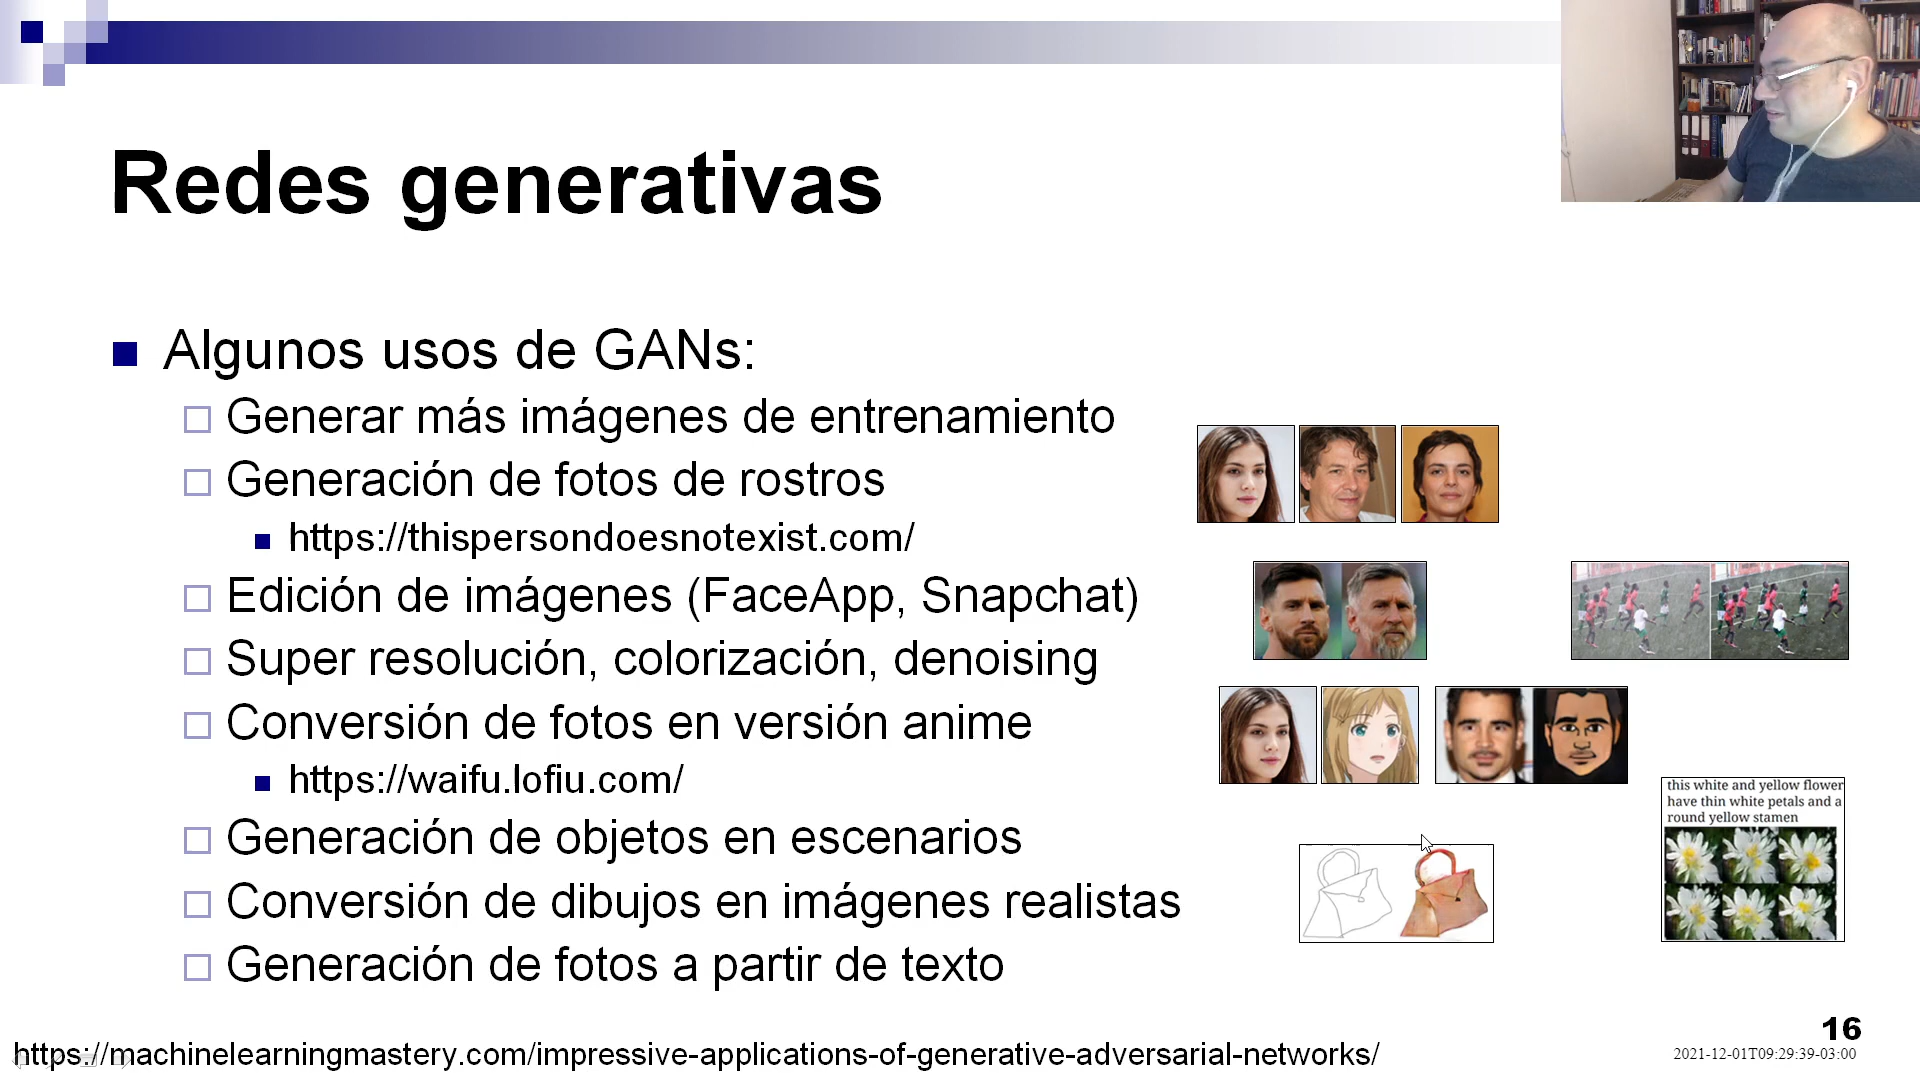 Redes generativas
Algunos usos de GANs:
Generar más imágenes de entrenamiento
Generación de fotos de rostros
https://thispersondoesnotexist.com/
Edición de imágenes (FaceApp, Snapchat)
Super resolución, colorización, denoising
Conversión de fotos en versión anime
https://waifu.lofiu.com/
Generación de objetos en escenarios
Conversión de dibujos en imágenes realistas
Generación de fotos a partir de texto
this white and yellow flower
have thin white petals and a
round yellow stamen
16
https://machinelearningmastery.com/impressive-applications-of-generative-adversarial-networks/
2021-12-01T09:29:39-03:00